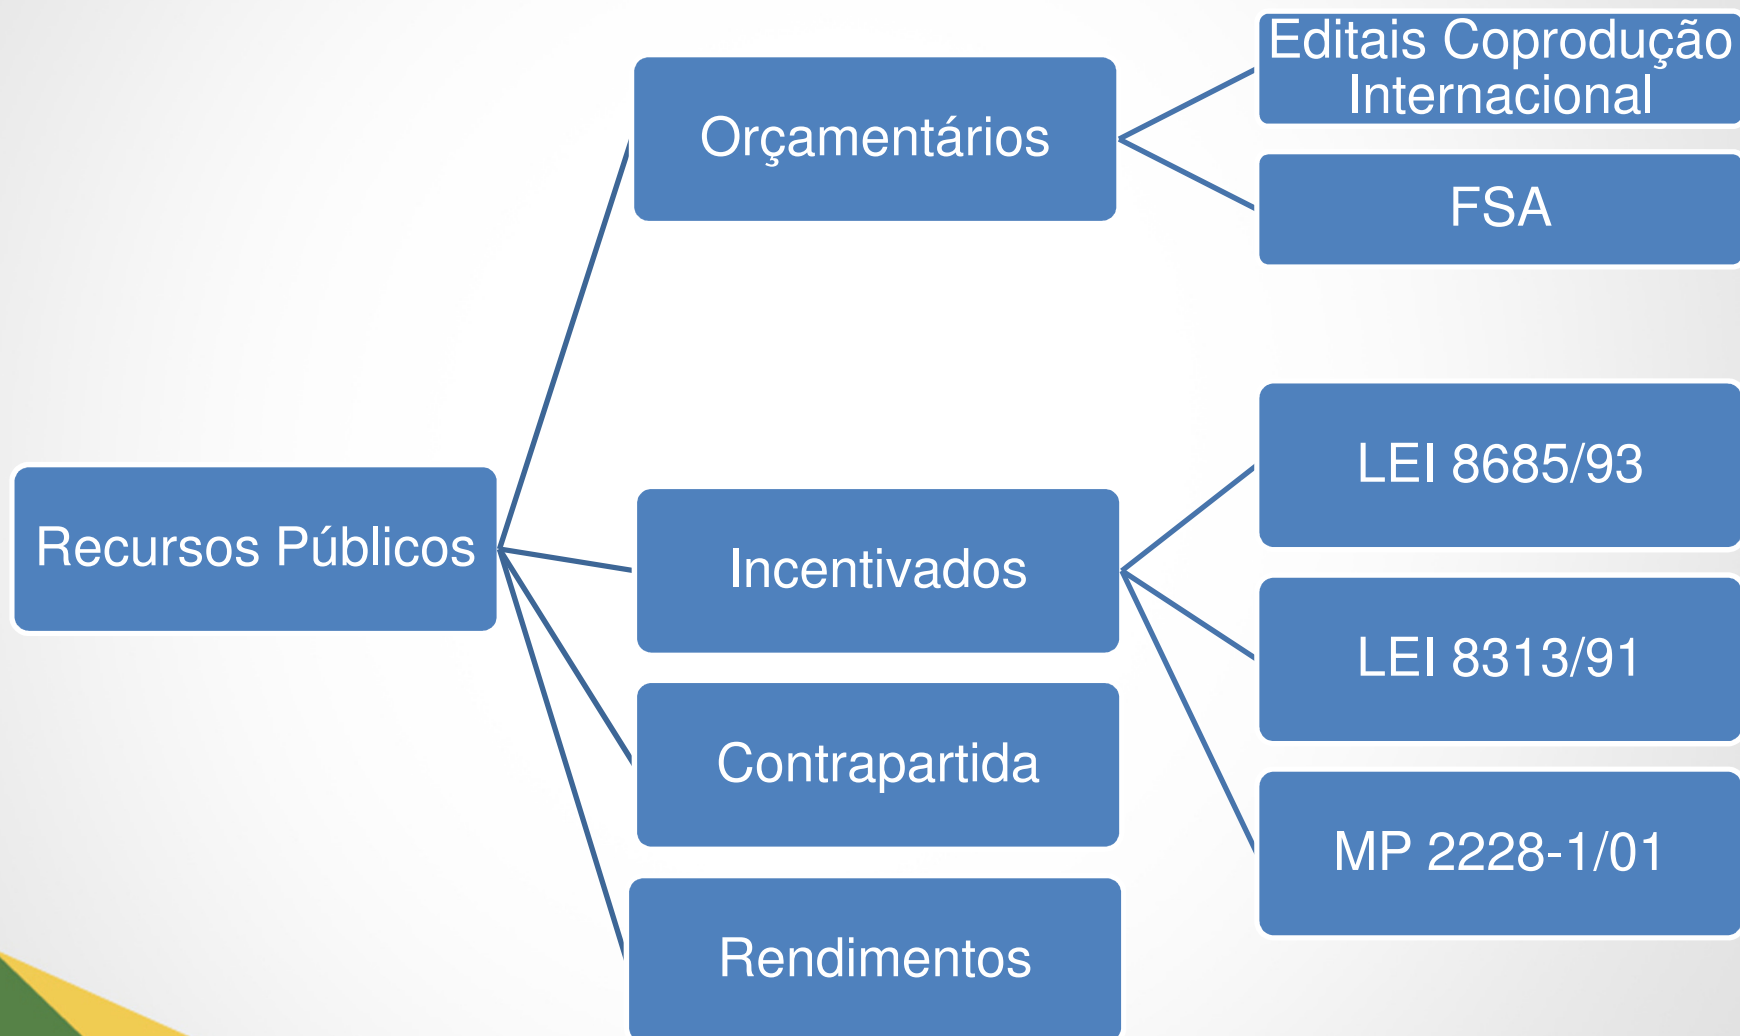 Recursos Públicos
Orçamentários
Editais Coprodução
Internacional
FSA
Incentivados
LEI 8685/93
LEI 8313/91
MP 2228-1/01
Contrapartida
Rendimentos